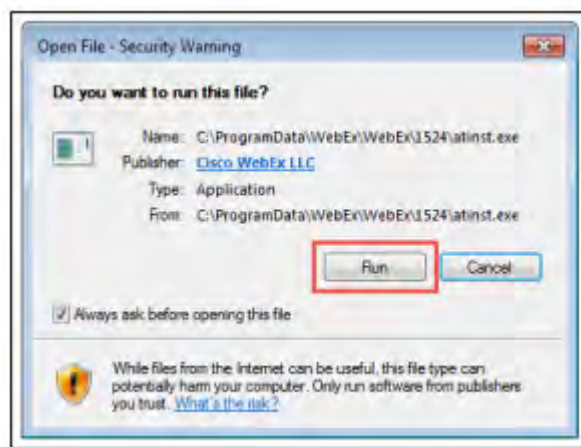 Open File - Security Warning
Do you want to run this file?
Name: C:\ProgramData\WebEx\WebEx\1524\atinst.exe
Publisher: Cisco WebEx LLC
Type: Application
From: C:\ProgramData\WebEx\WebEx\1524\atinst.exe
Run Cancel
Always ask before opening this file
While files from the Internet can be useful, this file type can
potentially harm your computer. Only run software from publishers
you trust. What's the risk?